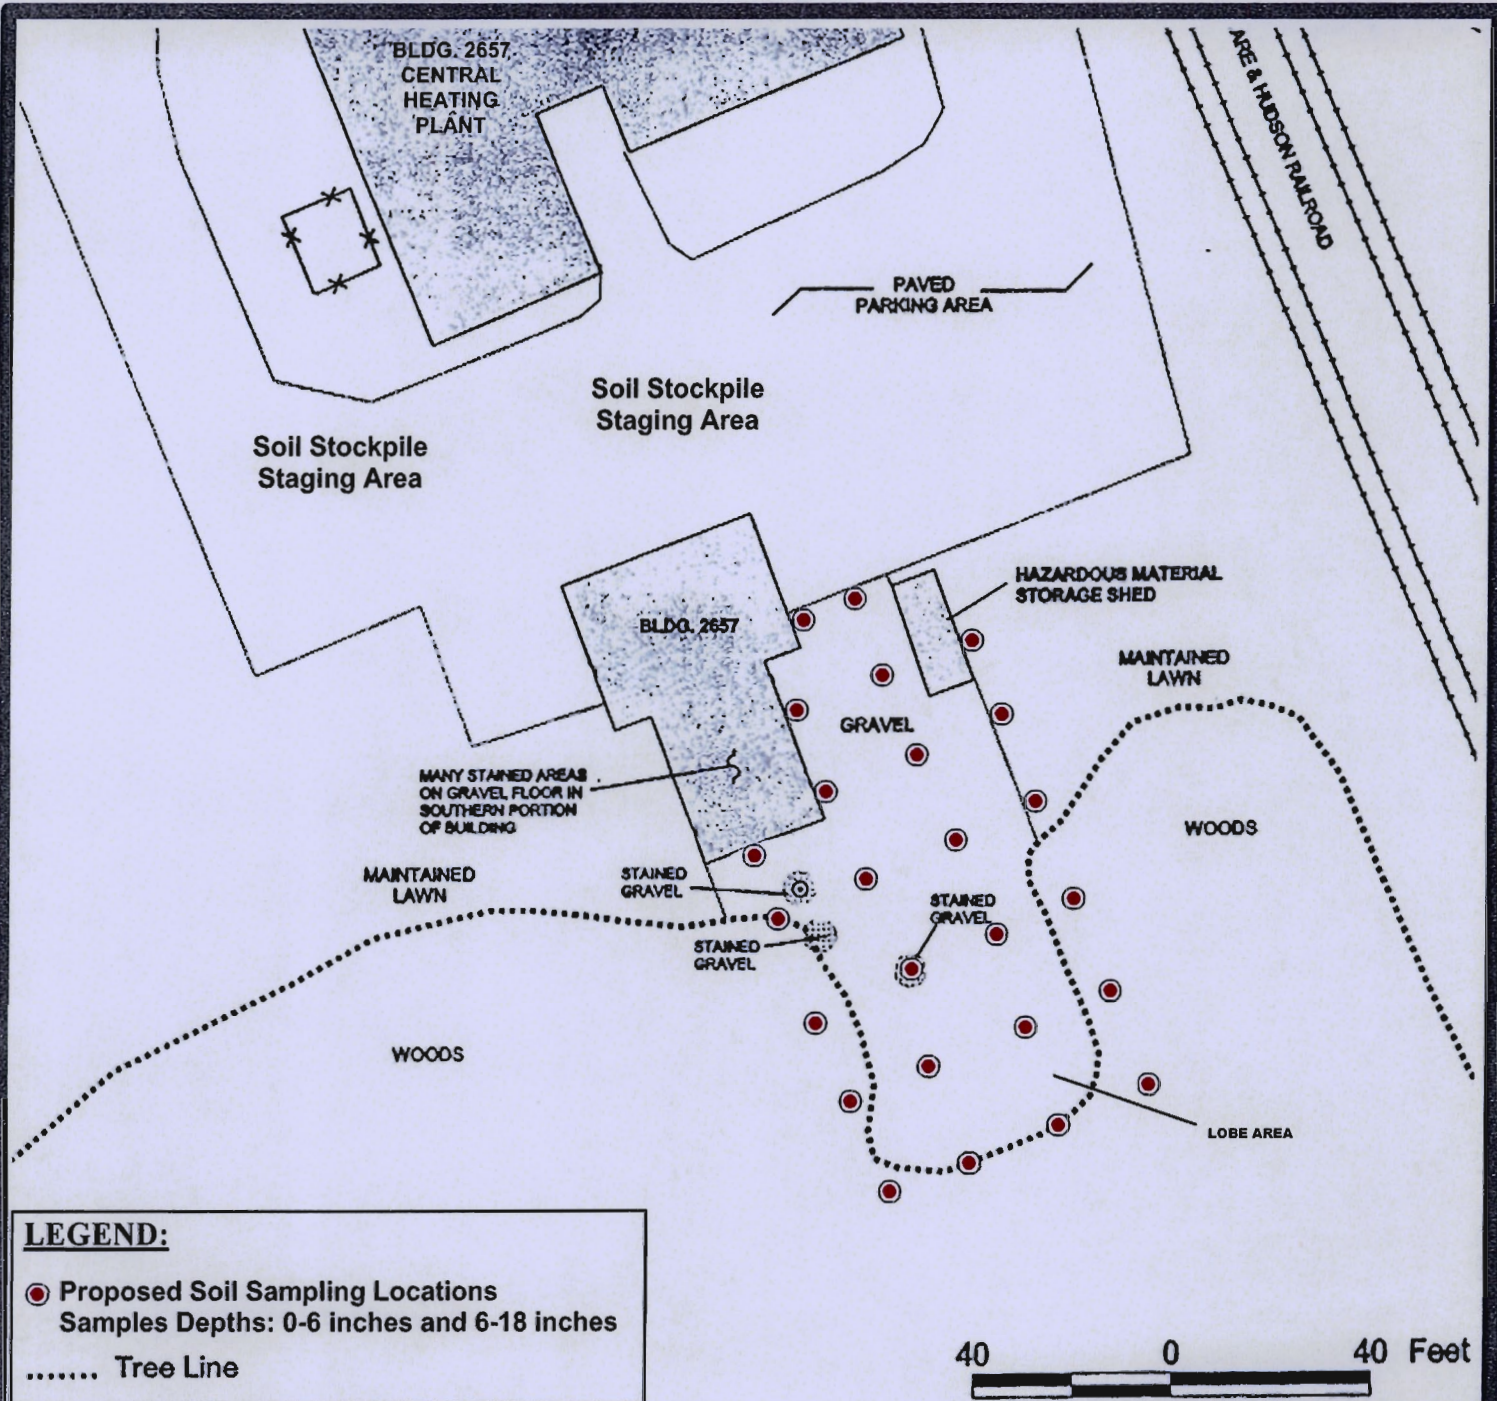 BLDG. 2657,
CENTRAL
HEATING
PLANT
ARE & HUDSON RAILROAD
PAVED
PARKING AREA
Soil Stockpile
Staging Area
Soil Stockpile
Staging Area
HAZARDOUS MATERIAL
STORAGE SHED
BLDG. 2657
MAINTAINED
LAWN
GRAVEL
MANY STAINED AREAS
ON GRAVEL FLOOR IN
SOUTHERN PORTION
OF BUILDING
WOODS
MAINTAINED
LAWN
STAINED
GRAVEL
STAINED
GRAVEL
STAINED
GRAVEL
WOODS
LOBE AREA
LEGEND:
Proposed Soil Sampling Locations
Samples Depths: 0-6 inches and 6-18 inches
Tree Line
40 0 40 Feet